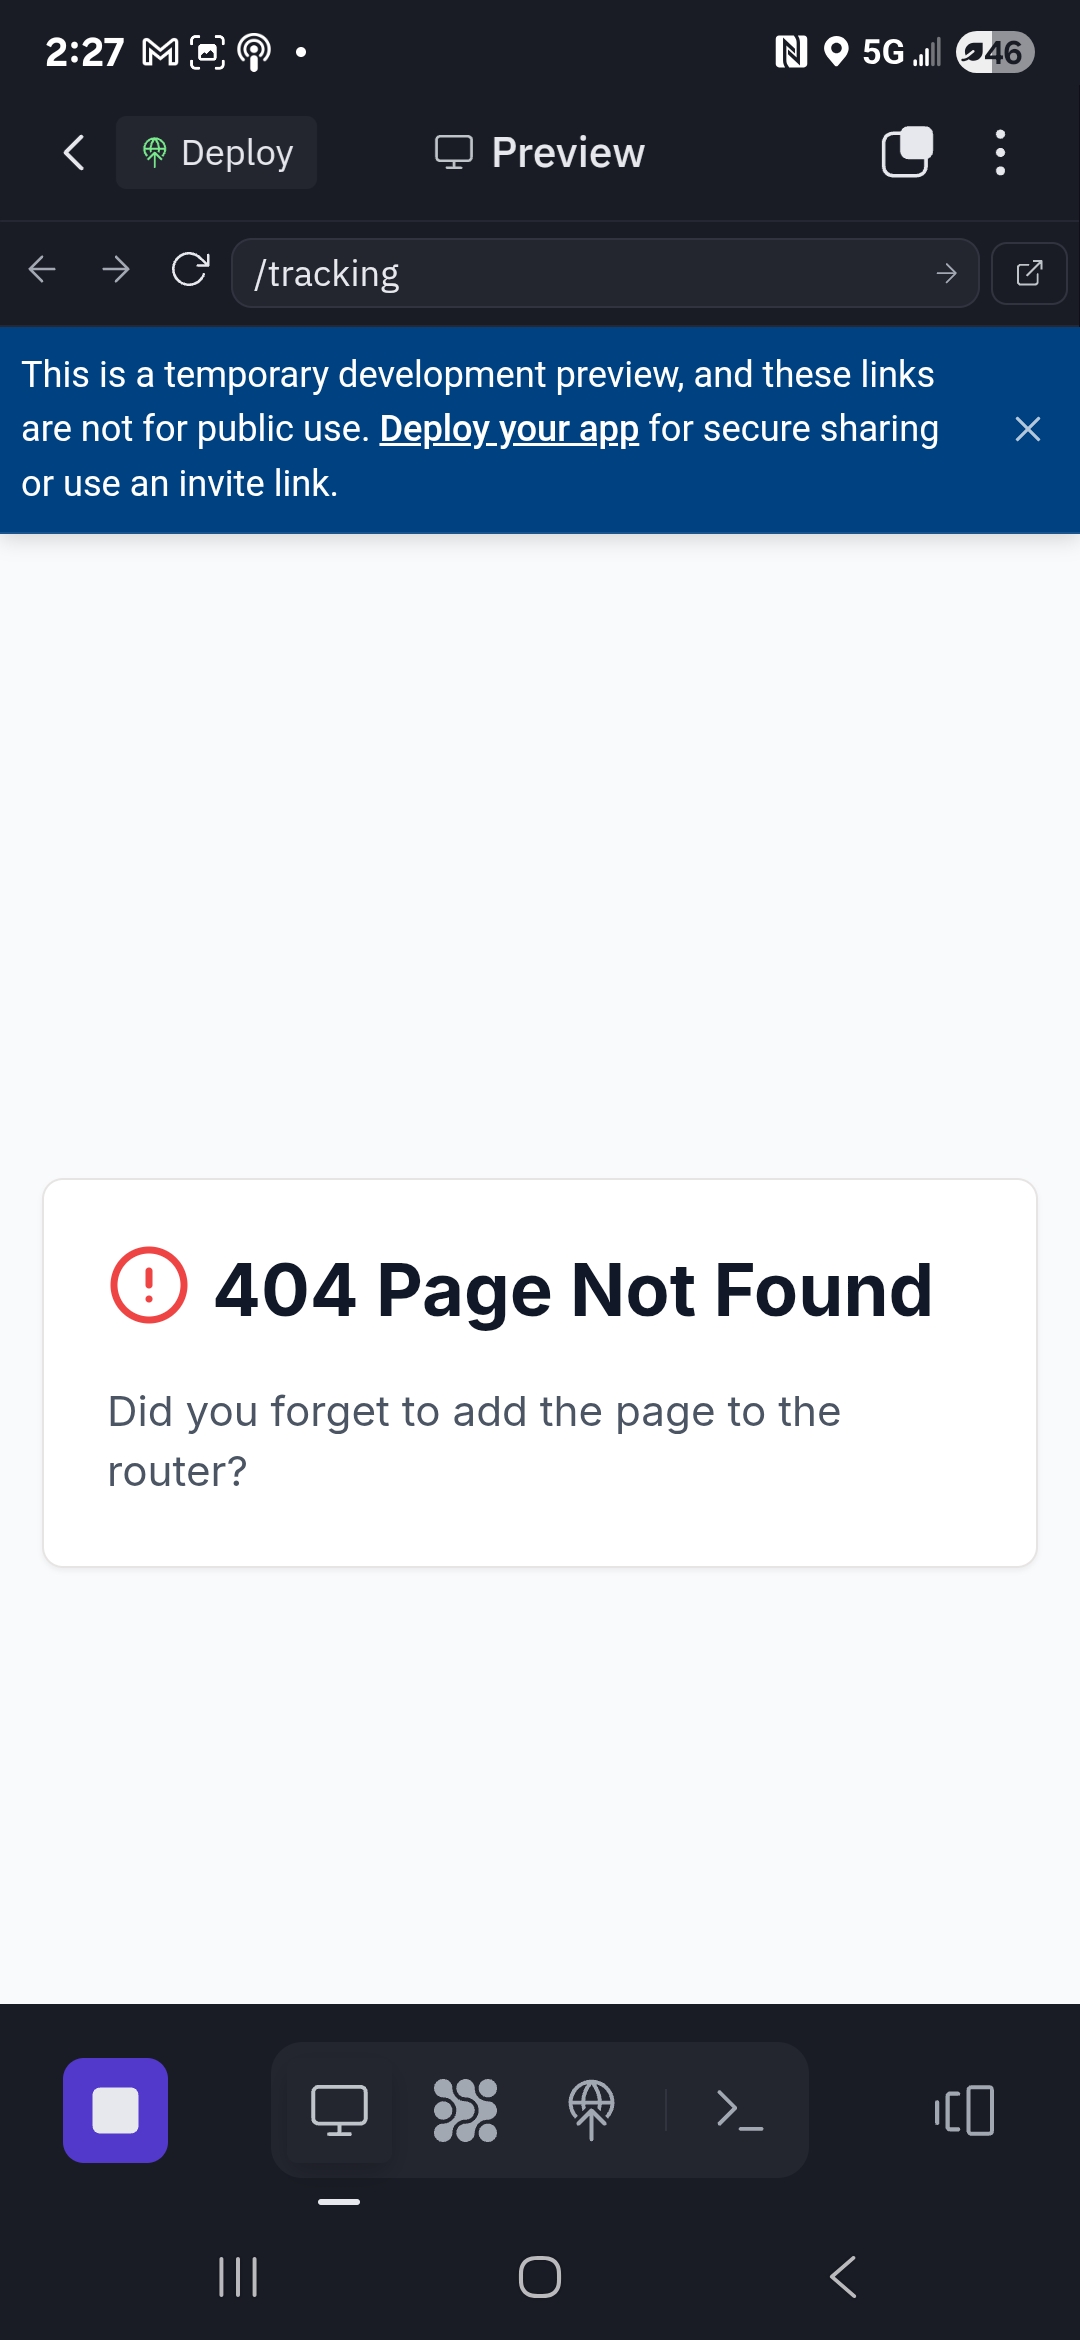 2:27
5G
46
Deploy
Preview
/tracking
This is a temporary development preview, and these links
are not for public use. Deploy your app for secure sharing
or use an invite link.
404 Page Not Found
Did you forget to add the page to the
router?